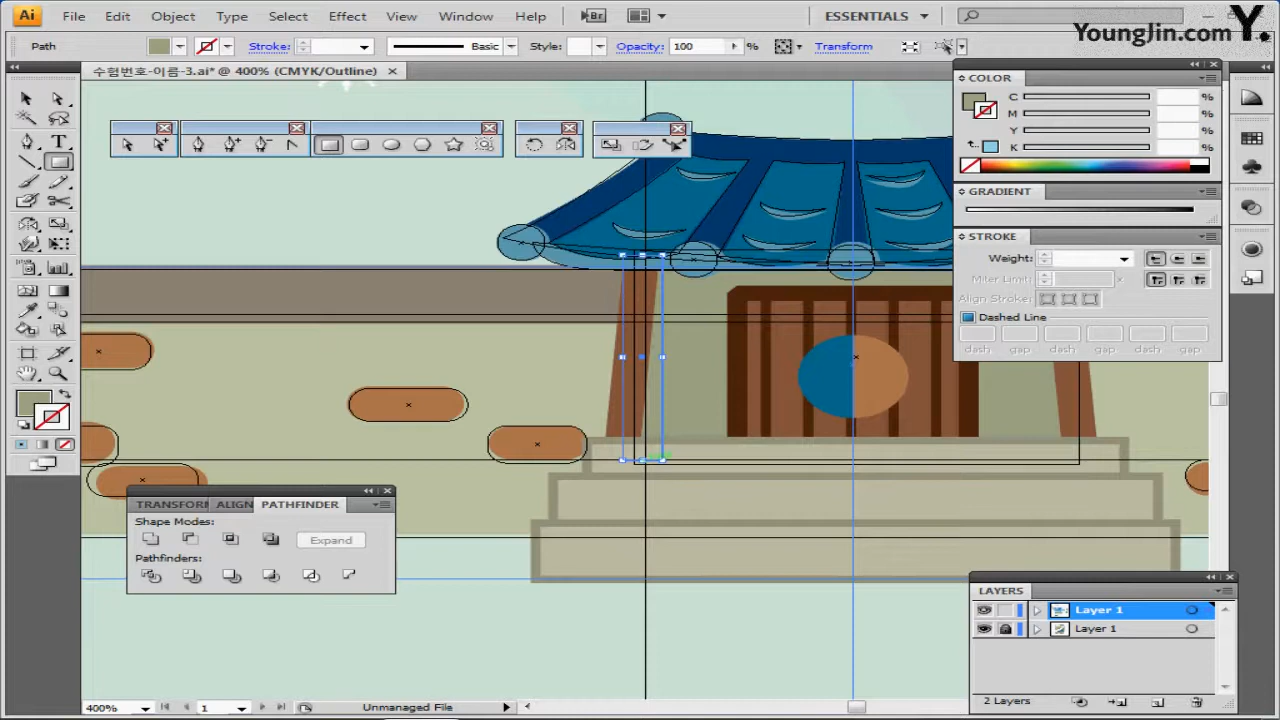 Ai File Edit Object Type Select Effect View Window Help Br ESSENTIALS
YoungJin.com Y.
Path Stroke: Basic Style: Opacity: 100 % Transform
수험번호-이름-3.ai* @ 400% (CMYK/Outline)
COLOR
C %
M %
Y %
K %
GRADIENT
STROKE
Weight:
Miter Limit: x
Align Stroke:
Dashed Line
dash gap dash gap dash gap
TRANSFORM ALIGN PATHFINDER
Shape Modes:
Expand
Pathfinders:
LAYERS
Layer 1
Layer 1
2 Layers
400% 1 Unmanaged File